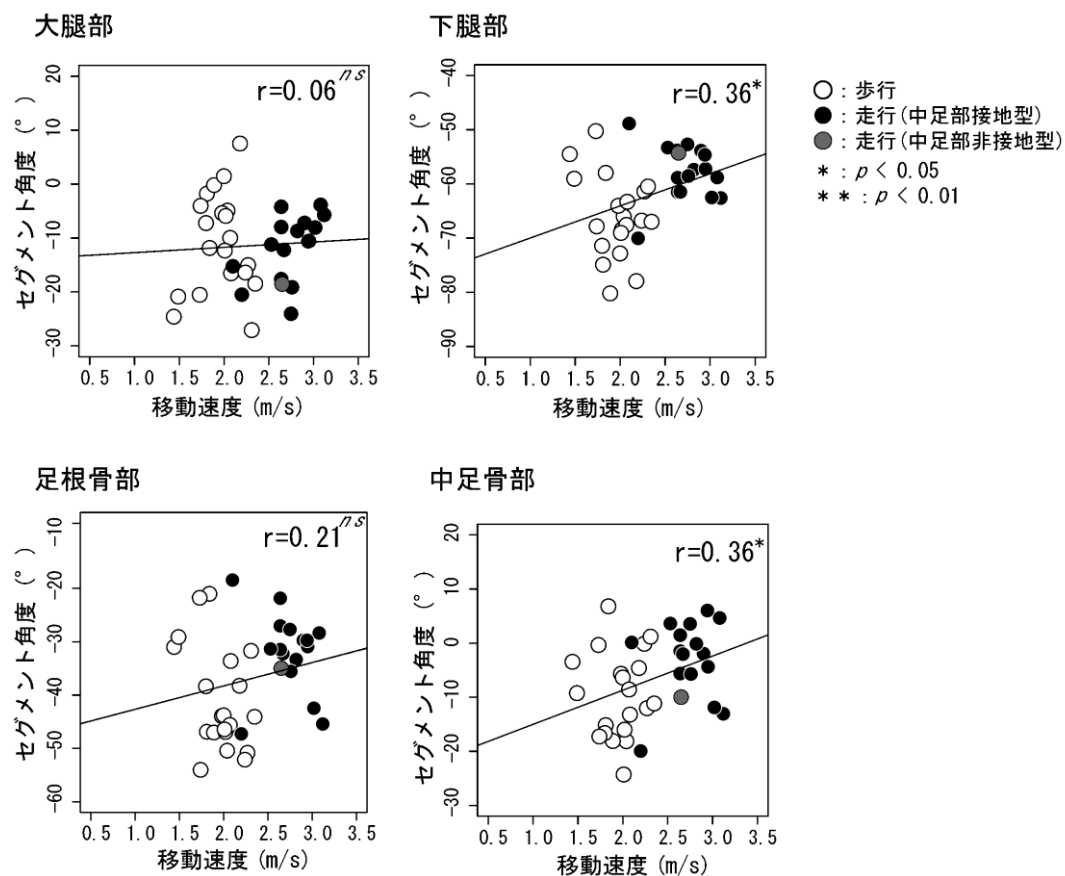 大腿部
r=0.06 ns
セグメント角度 (°)
20
10
0
-10
-20
-30
0.5 1.0 1.5 2.0 2.5 3.0 3.5
移動速度 (m/s)
下腿部
r=0.36*
セグメント角度 (°)
-40
-50
-60
-70
-80
-90
0.5 1.0 1.5 2.0 2.5 3.0 3.5
移動速度 (m/s)
○ : 歩行
● : 走行(中足部接地型)
● : 走行(中足部非接地型)
* : p < 0.05
** : p < 0.01
足根骨部
r=0.21 ns
セグメント角度 (°)
-10
-20
-30
-40
-50
-60
0.5 1.0 1.5 2.0 2.5 3.0 3.5
移動速度 (m/s)
中足骨部
r=0.36*
セグメント角度 (°)
20
10
0
-10
-20
-30
0.5 1.0 1.5 2.0 2.5 3.0 3.5
移動速度 (m/s)